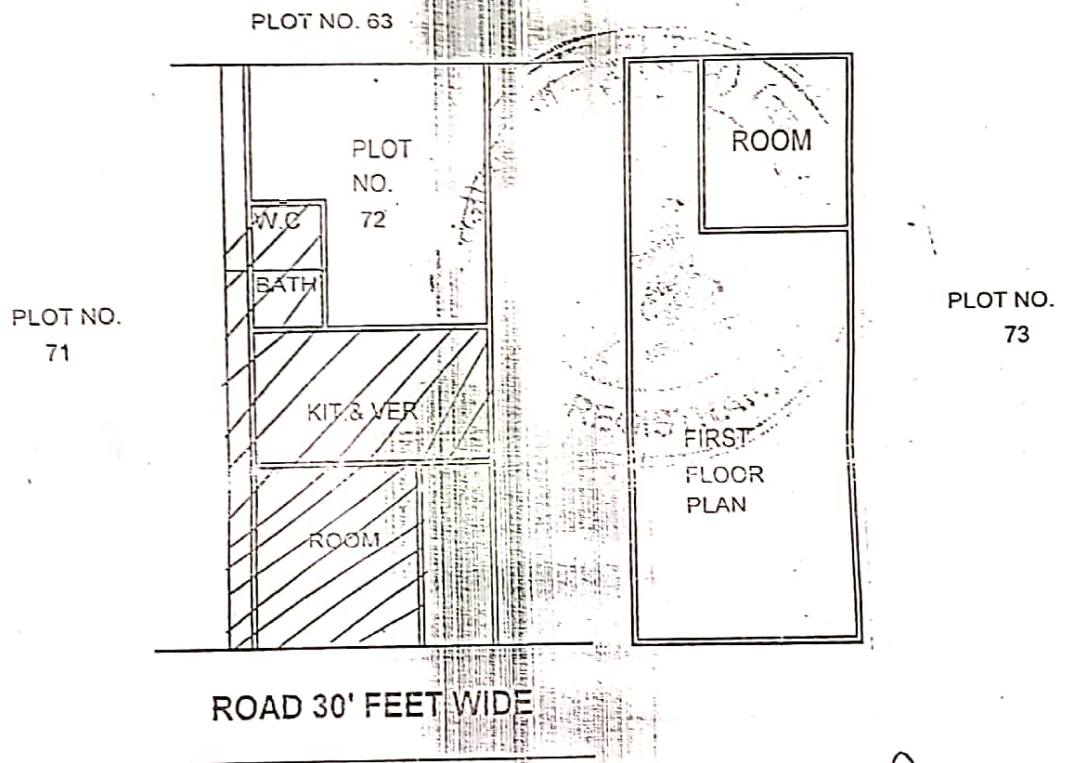 PLOT NO. 63
PLOT
NO.
72
W.C
BATH
KIT.& VER
ROOM
ROOM
FIRST
FLOOR
PLAN
PLOT NO.
71
PLOT NO.
73
ROAD 30' FEET WIDE